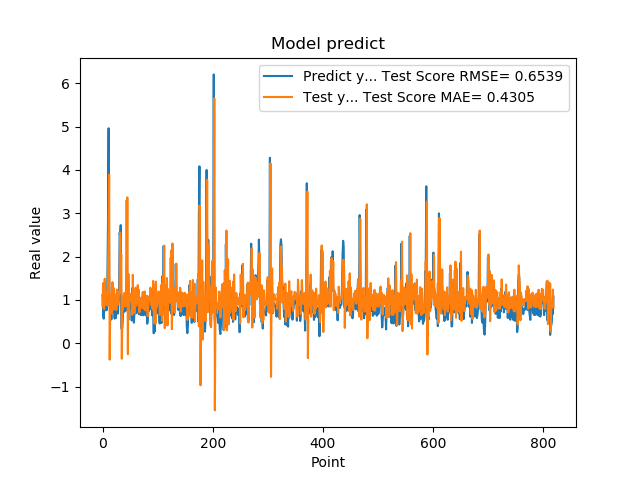 Model predict
Predict y... Test Score RMSE= 0.6539
Test y... Test Score MAE= 0.4305
Real value
6
5
4
3
2
1
0
−1
0 200 400 600 800
Point